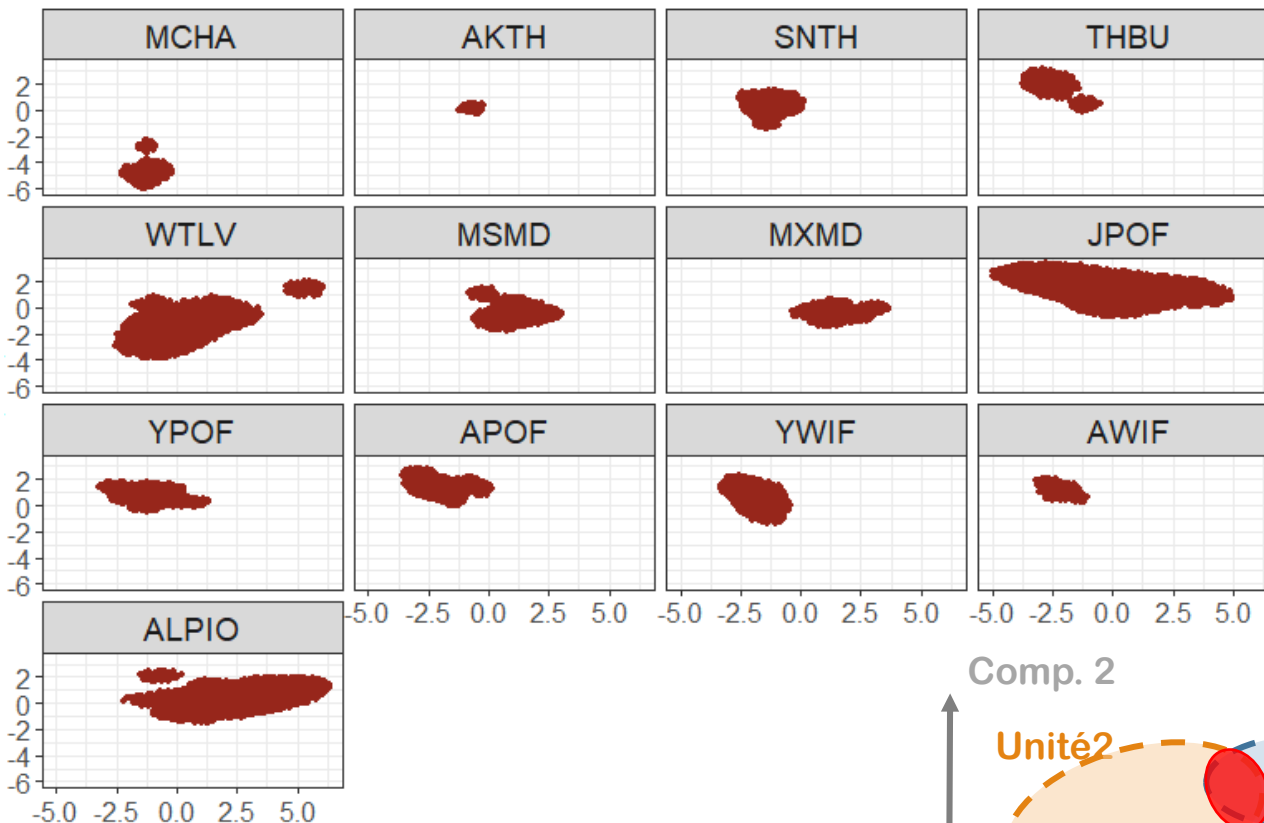 MCHA AKTH SNTH THBU
2
0
-2
-4
-6
WTLV MSMD MXMD JPOF
2
0
-2
-4
-6
YPOF APOF YWIF AWIF
2
0
-2
-4
-6
-5.0 -2.5 0.0 2.5 5.0 -5.0 -2.5 0.0 2.5 5.0 -5.0 -2.5 0.0 2.5 5.0
ALPIO
2
0
-2
-4
-6
-5.0 -2.5 0.0 2.5 5.0
Comp. 2
Unité2